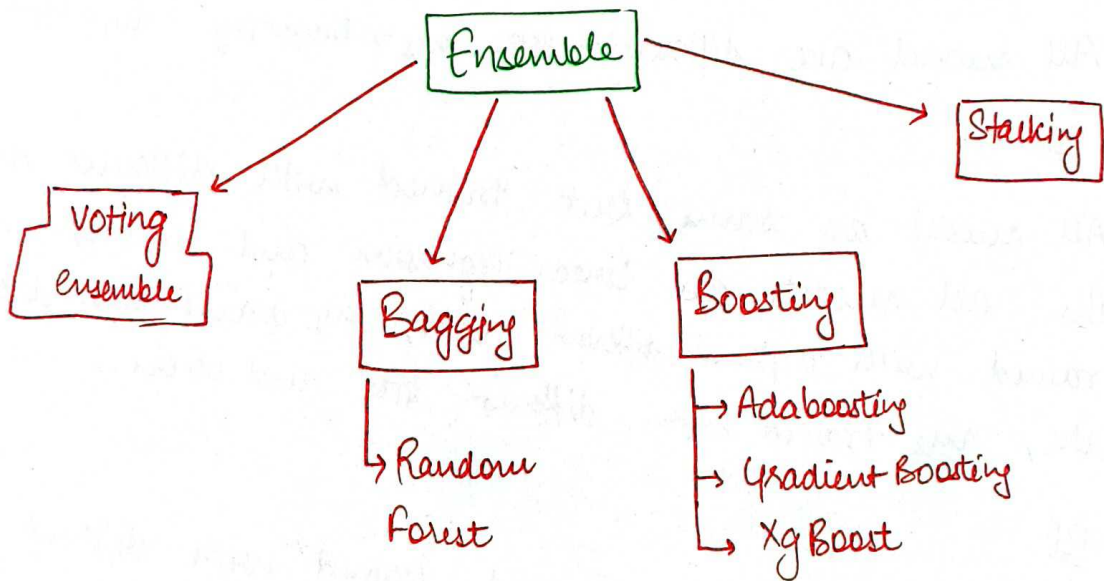 Ensemble
Stacking
Voting
ensemble
Bagging
Boosting
Random
Forest
Adaboosting
Gradient Boosting
Xg Boost